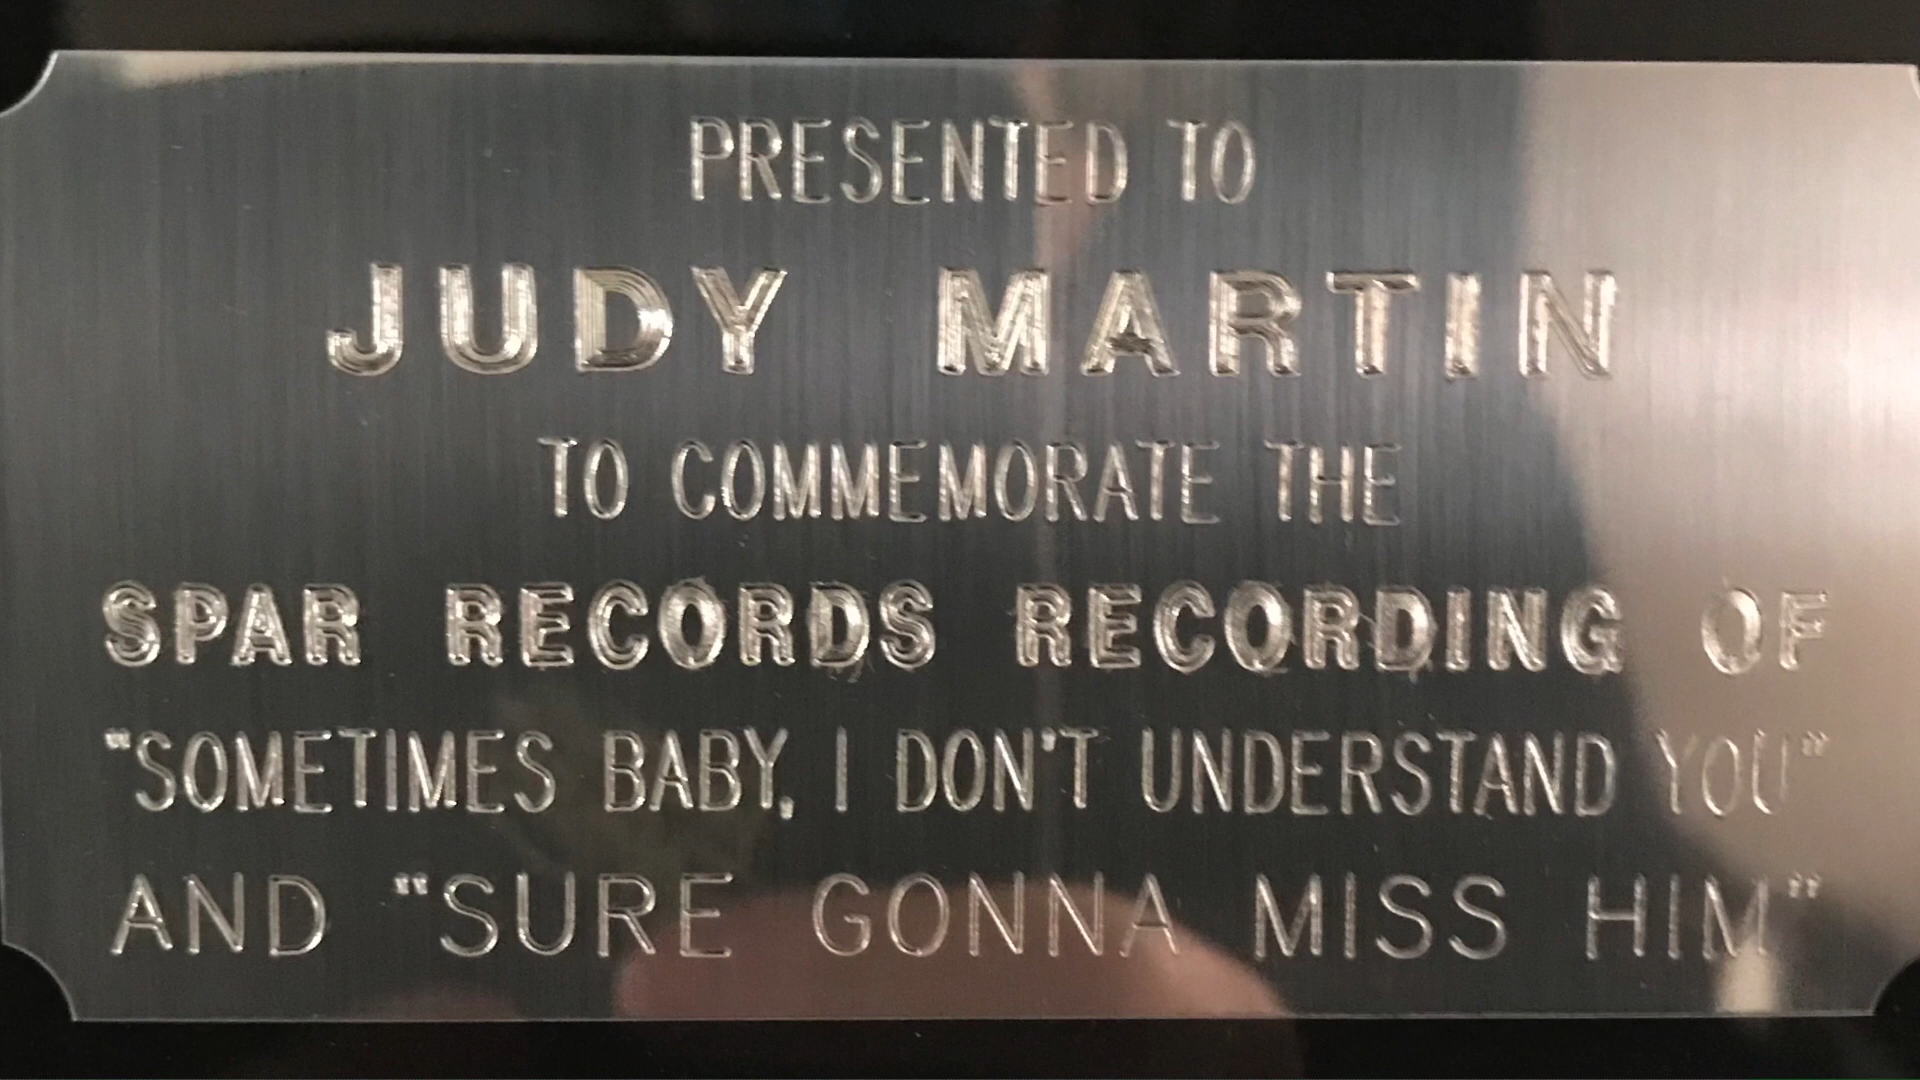 PRESENTED TO
JUDY MARTIN
TO COMMEMORATE THE
SPAR RECORDS RECORDING OF
"SOMETIMES BABY, I DON'T UNDERSTAND YOU"
AND "SURE GONNA MISS HIM"